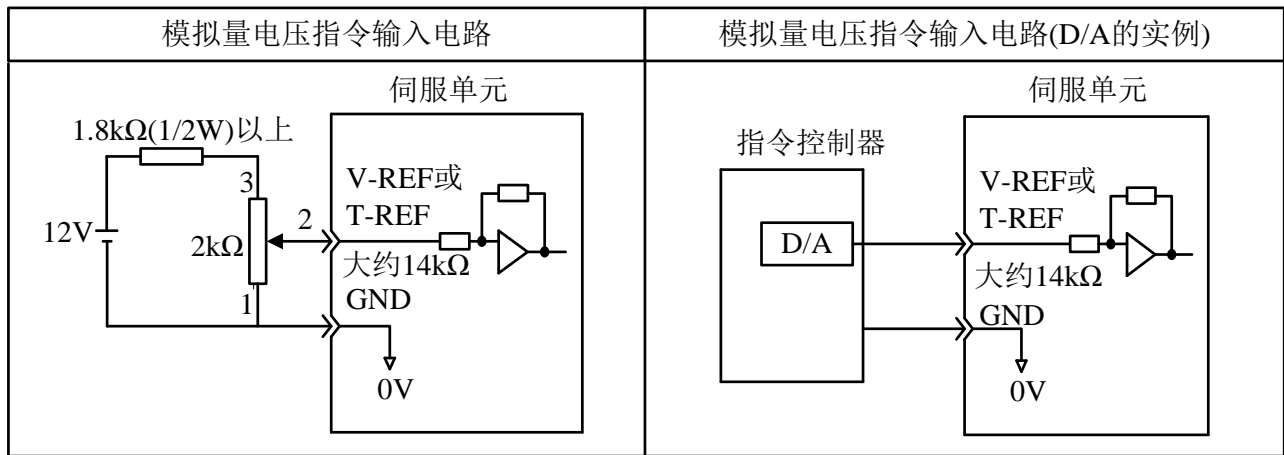 模拟量电压指令输入电路
伺服单元
1.8kΩ(1/2W)以上
3
V-REF或
T-REF
2
12V
2kΩ
大约14kΩ
1
GND
0V
模拟量电压指令输入电路(D/A的实例)
伺服单元
指令控制器
V-REF或
T-REF
D/A
大约14kΩ
GND
0V